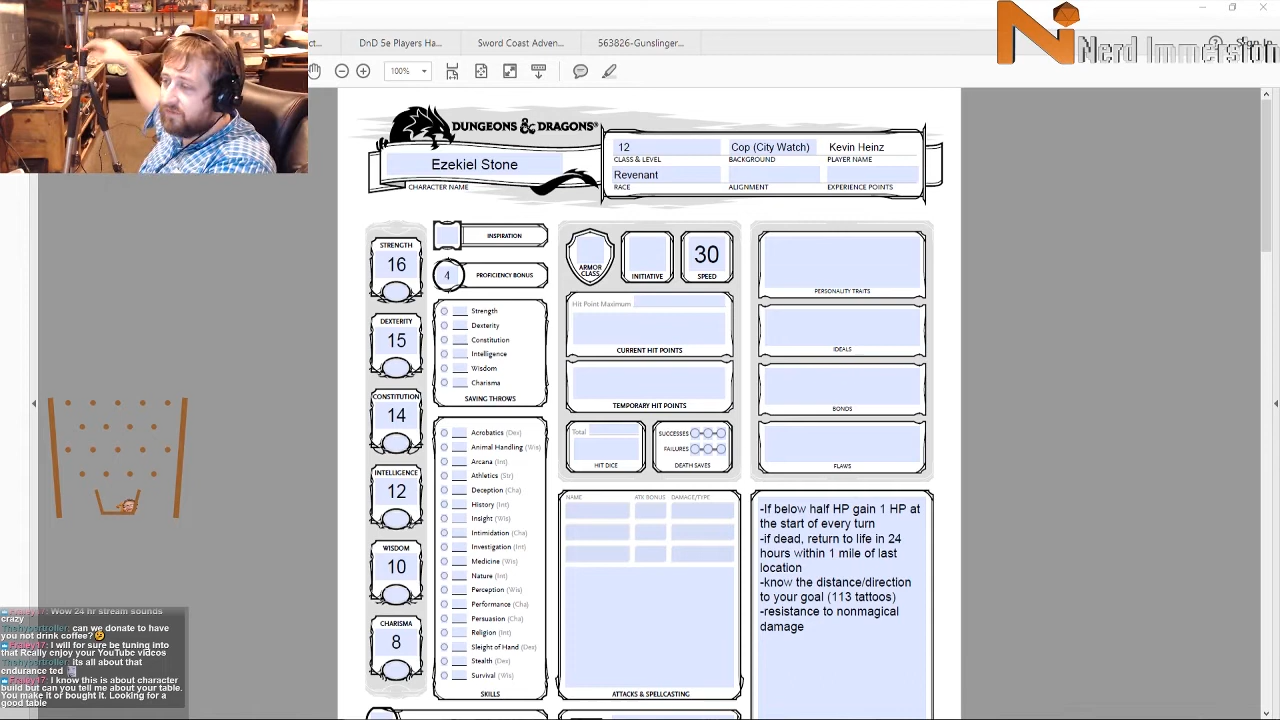 ct...
DnD 5e Players Ha...
Sword Coast Adven...
563826-Gunslinger...
Sign In
Nerd Immersion
100%
DUNGEONS & DRAGONS®
Ezekiel Stone
CHARACTER NAME
12
Cop (City Watch)
Kevin Heinz
CLASS & LEVEL
BACKGROUND
PLAYER NAME
Revenant
RACE
ALIGNMENT
EXPERIENCE POINTS
STRENGTH
16
DEXTERITY
15
CONSTITUTION
14
INTELLIGENCE
12
WISDOM
10
CHARISMA
8
INSPIRATION
4
PROFICIENCY BONUS
Strength
Dexterity
Constitution
Intelligence
Wisdom
Charisma
SAVING THROWS
Acrobatics (Dex)
Animal Handling (Wis)
Arcana (Int)
Athletics (Str)
Deception (Cha)
History (Int)
Insight (Wis)
Intimidation (Cha)
Investigation (Int)
Medicine (Wis)
Nature (Int)
Perception (Wis)
Performance (Cha)
Persuasion (Cha)
Religion (Int)
Sleight of Hand (Dex)
Stealth (Dex)
Survival (Wis)
SKILLS
ARMOR
CLASS
INITIATIVE
30
SPEED
Hit Point Maximum
CURRENT HIT POINTS
TEMPORARY HIT POINTS
Total
HIT DICE
SUCCESSES
FAILURES
DEATH SAVES
NAME
ATK BONUS
DAMAGE/TYPE
ATTACKS & SPELLCASTING
PERSONALITY TRAITS
IDEALS
BONDS
FLAWS
-If below half HP gain 1 HP at
the start of every turn
-if dead, return to life in 24
hours within 1 mile of last
location
-know the distance/direction
to your goal (113 tattoos)
-resistance to nonmagical
damage
Eraley17: Wow 24 hr stream sounds
crazy
Thehypertroller: can we donate to have
you not drink coffee?
Eraley17: I will for sure be tuning into
that Really enjoy your YouTube videos
Thehypertroller: its all about that
endurance ted
Eraley17: I know this is about character
build but can you tell me about your table.
You make it or bought it. Looking for a
good table